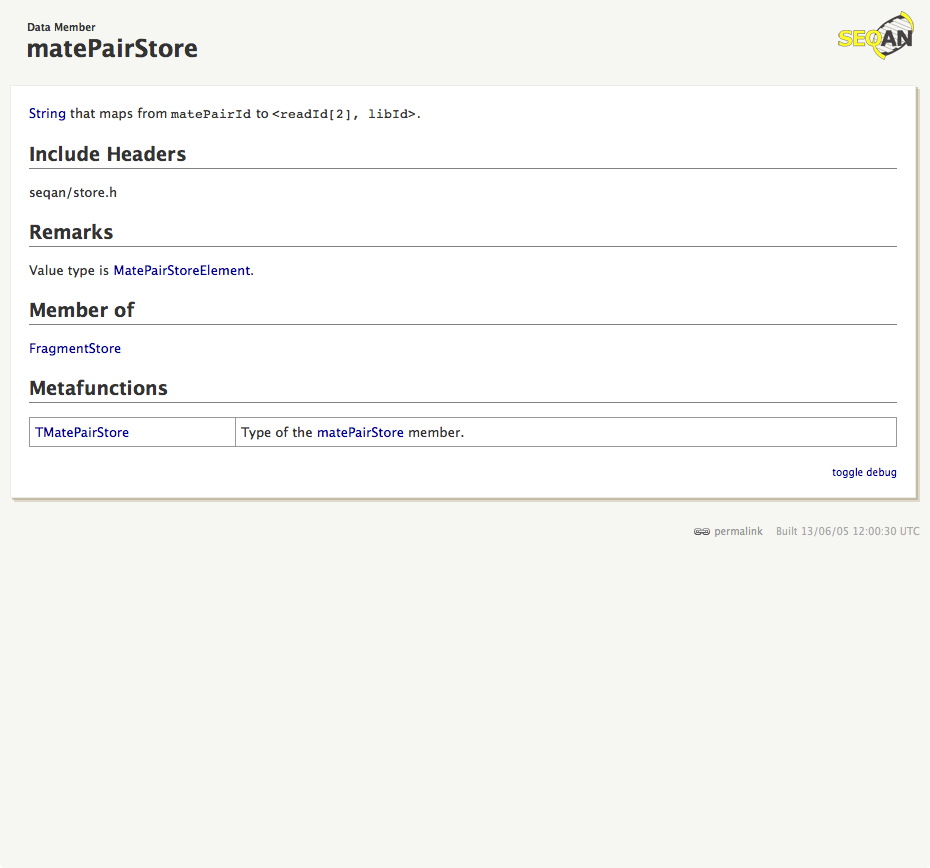 Data Member
matePairStore
SEQAN
String that maps from matePairId to <readId[2], libId>.
Include Headers
seqan/store.h
Remarks
Value type is MatePairStoreElement.
Member of
FragmentStore
Metafunctions
TMatePairStore Type of the matePairStore member.
toggle debug
permalink Built 13/06/05 12:00:30 UTC